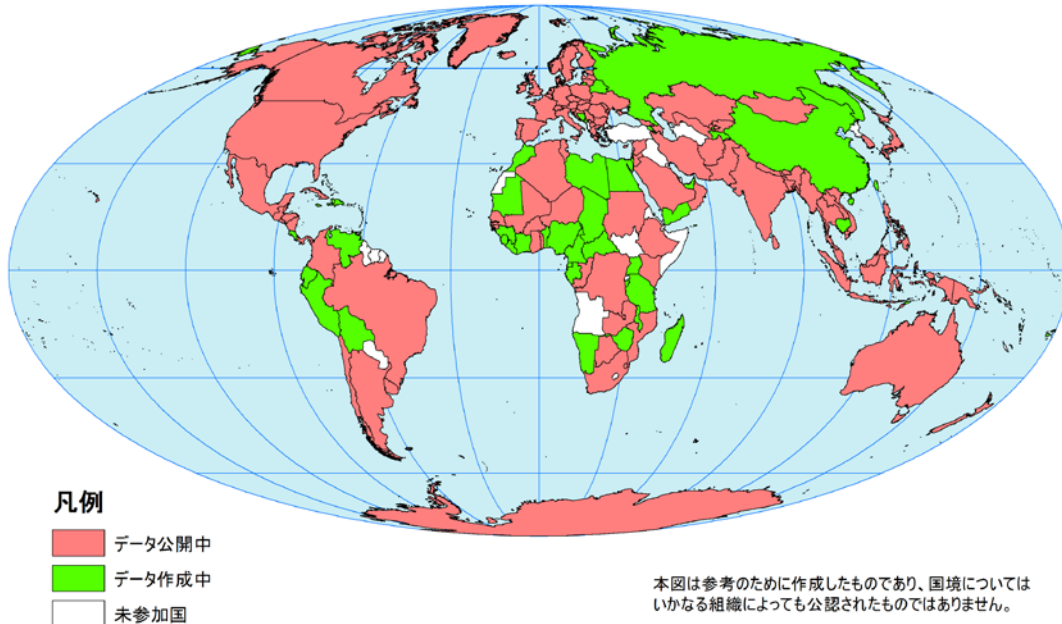 凡例
データ公開中
データ作成中
未参加国
本図は参考のために作成したものであり、国境については
いかなる組織によっても公認されたものではありません。